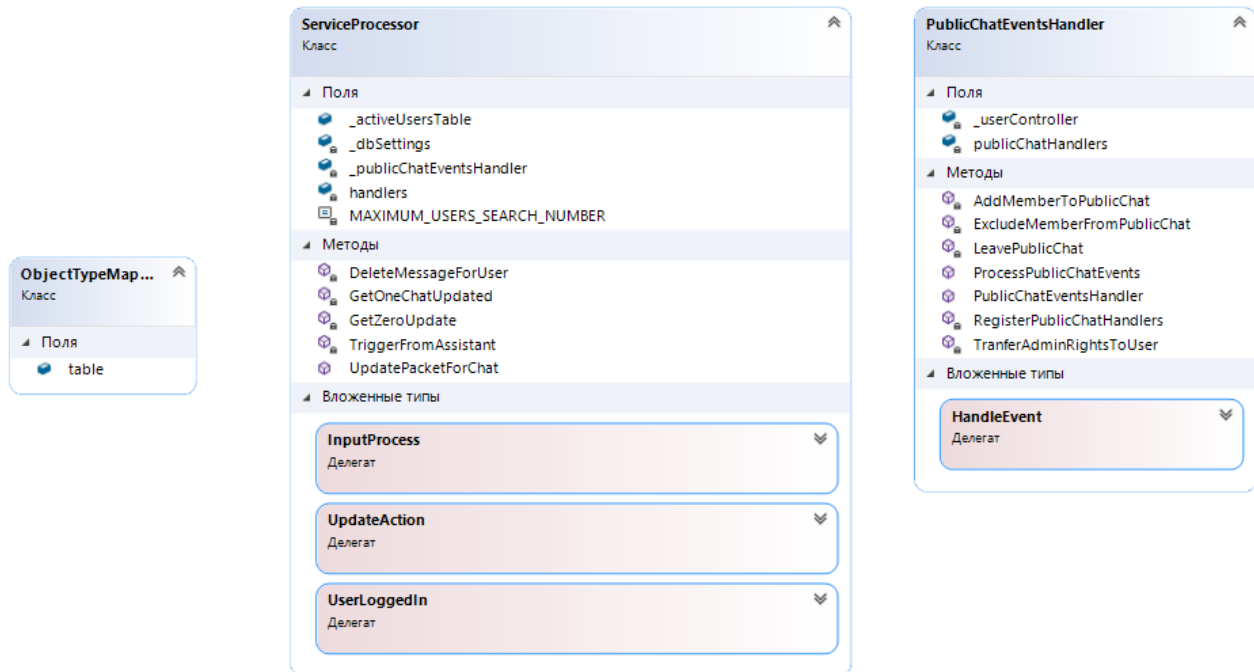 ObjectTypeMap...
Класс
Поля
table
ServiceProcessor
Класс
Поля
_activeUsersTable
_dbSettings
_publicChatEventsHandler
handlers
MAXIMUM_USERS_SEARCH_NUMBER
Методы
DeleteMessageForUser
GetOneChatUpdated
GetZeroUpdate
TriggerFromAssistant
UpdatePacketForChat
Вложенные типы
InputProcess
Делегат
UpdateAction
Делегат
UserLoggedIn
Делегат
PublicChatEventsHandler
Класс
Поля
_userController
publicChatHandlers
Методы
AddMemberToPublicChat
ExcludeMemberFromPublicChat
LeavePublicChat
ProcessPublicChatEvents
PublicChatEventsHandler
RegisterPublicChatHandlers
TranferAdminRightsToUser
Вложенные типы
HandleEvent
Делегат